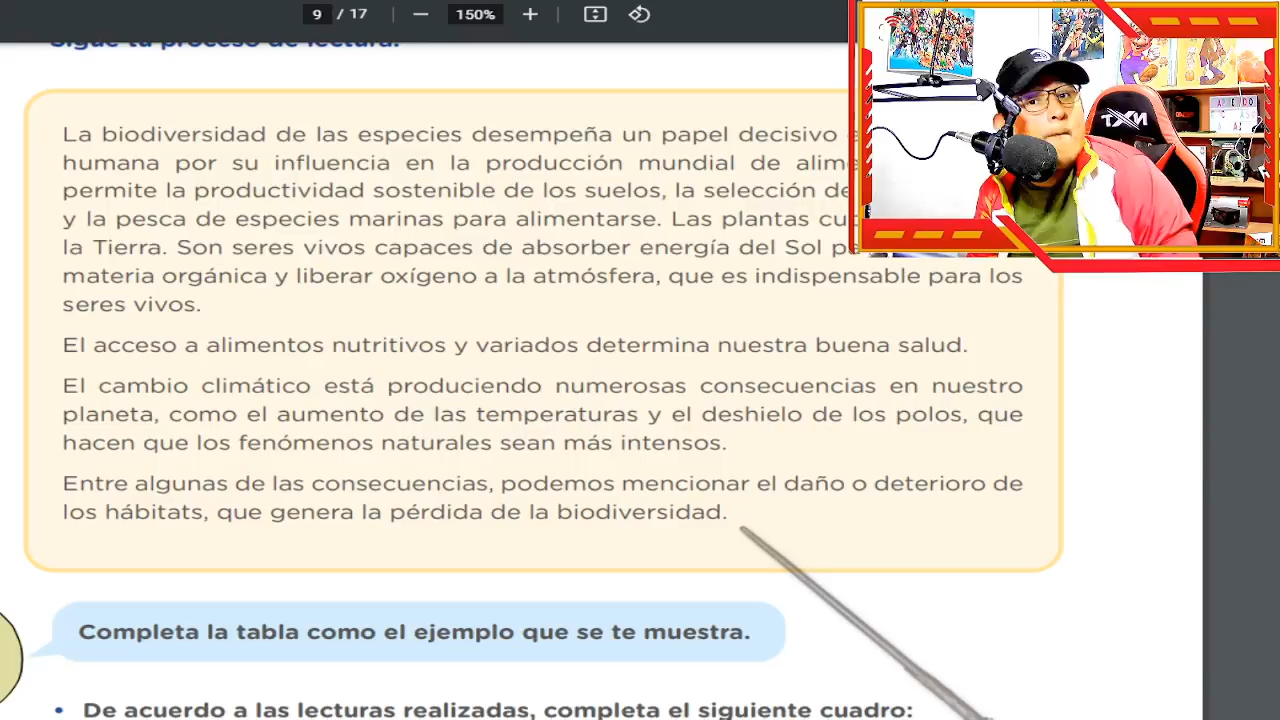 9 / 17 150%
Sigue tu proceso de lectura.
La biodiversidad de las especies desempeña un papel decisivo
humana por su influencia en la producción mundial de
permite la productividad sostenible de los suelos, la selección
y la pesca de especies marinas para alimentarse. Las plantas
la Tierra. Son seres vivos capaces de absorber energía del Sol
materia orgánica y liberar oxígeno a la atmósfera, que es indispensable para los
seres vivos.
El acceso a alimentos nutritivos y variados determina nuestra buena salud.
El cambio climático está produciendo numerosas consecuencias en nuestro
planeta, como el aumento de las temperaturas y el deshielo de los polos, que
hacen que los fenómenos naturales sean más intensos.
Entre algunas de las consecuencias, podemos mencionar el daño o deterioro de
los hábitats, que genera la pérdida de la biodiversidad.
Completa la tabla como el ejemplo que se te muestra.
• De acuerdo a las lecturas realizadas, completa el siguiente cuadro: